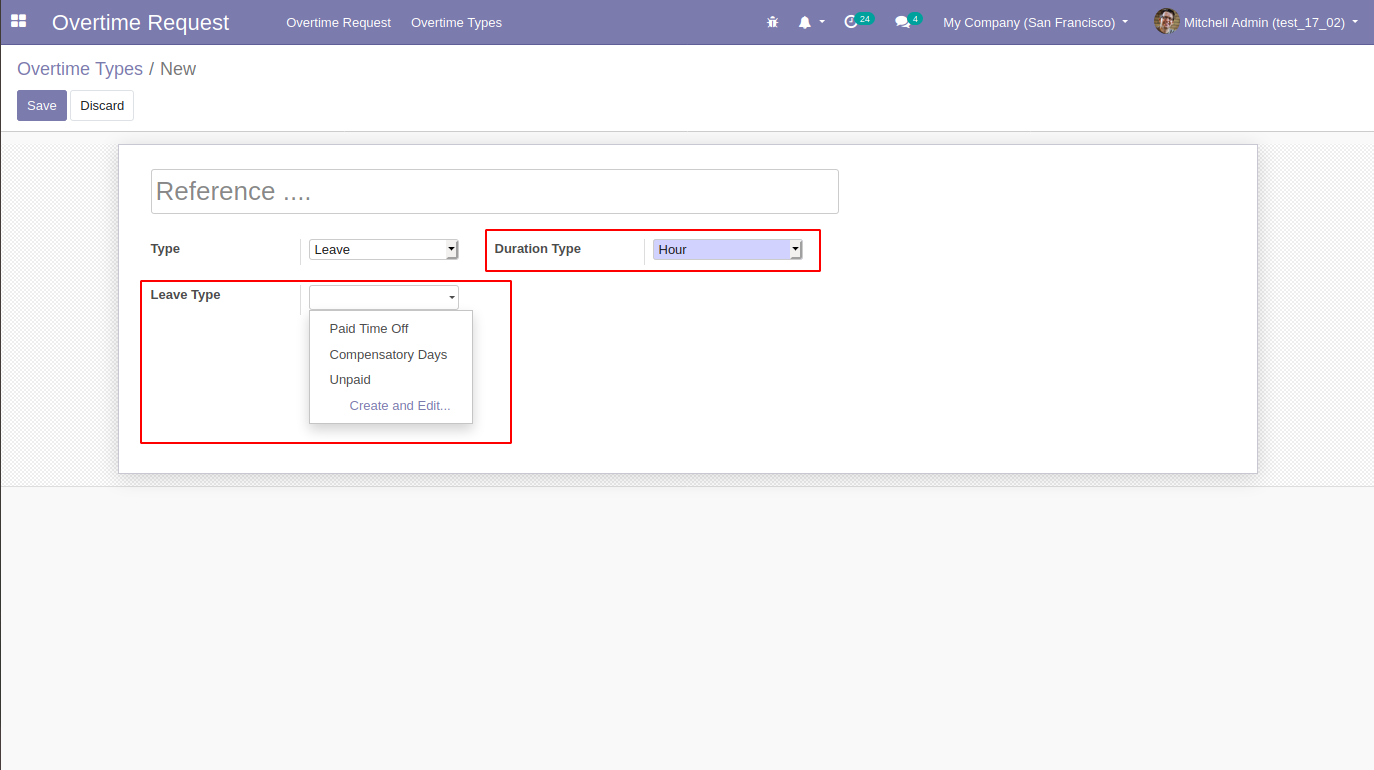 Overtime Request Overtime Request Overtime Types 24 4 My Company (San Francisco) Mitchell Admin (test_17_02)
Overtime Types / New
Save Discard
Reference ....
Type Leave Duration Type Hour
Leave Type
Paid Time Off
Compensatory Days
Unpaid
Create and Edit...